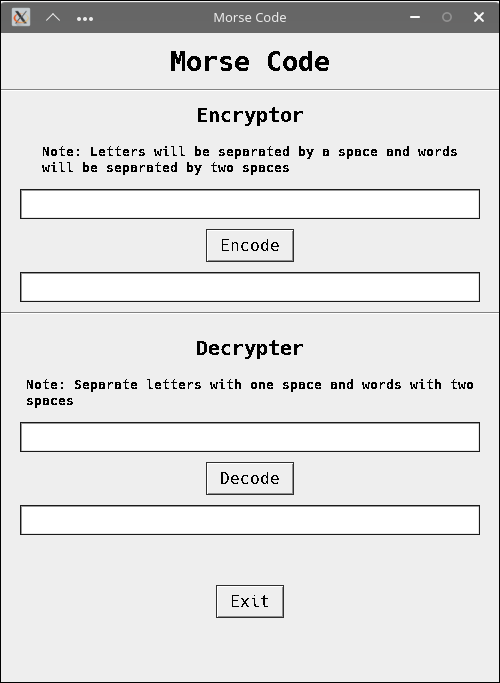 Morse Code
Morse Code
Encryptor
Note: Letters will be separated by a space and words
will be separated by two spaces
Encode
Decrypter
Note: Separate letters with one space and words with two
spaces
Decode
Exit